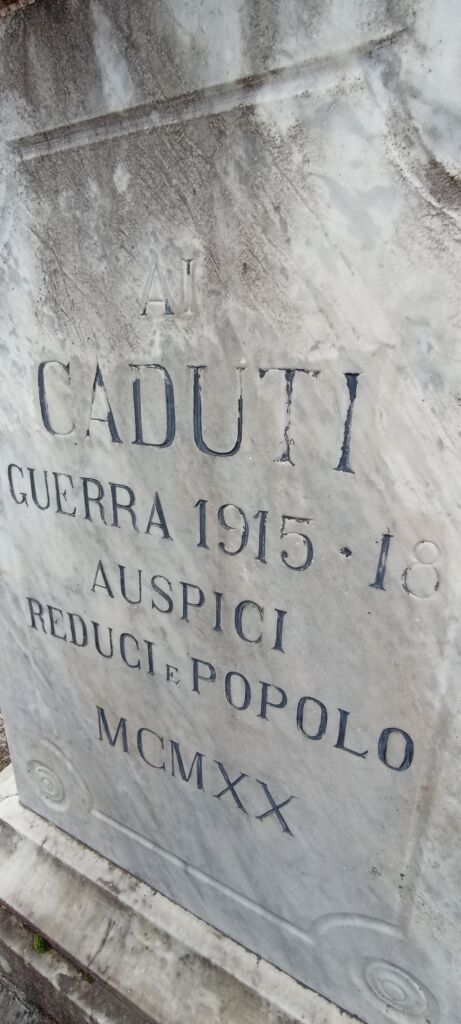 AI
CADUTI
GUERRA 1915·18
AUSPICI
REDUCI E POPOLO
MCMXX